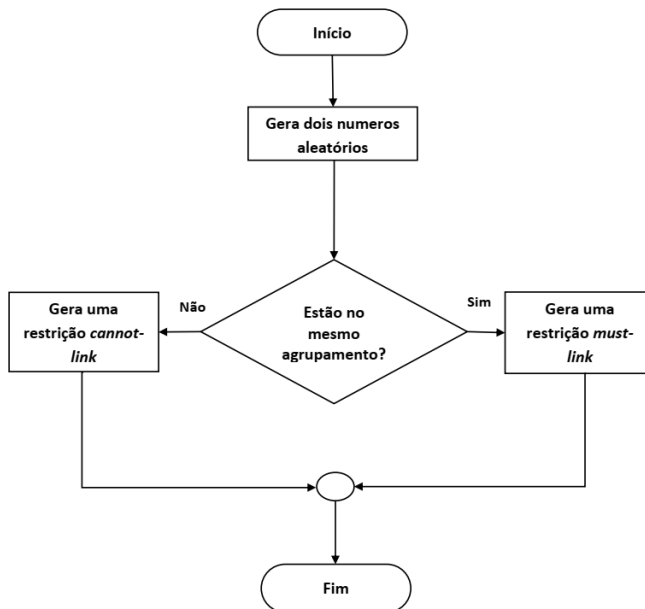 Início
Gera dois numeros
aleatórios
Não
Sim
Gera uma
restrição cannot-
link
Estão no
mesmo
agrupamento?
Gera uma
restrição must-
link
Fim